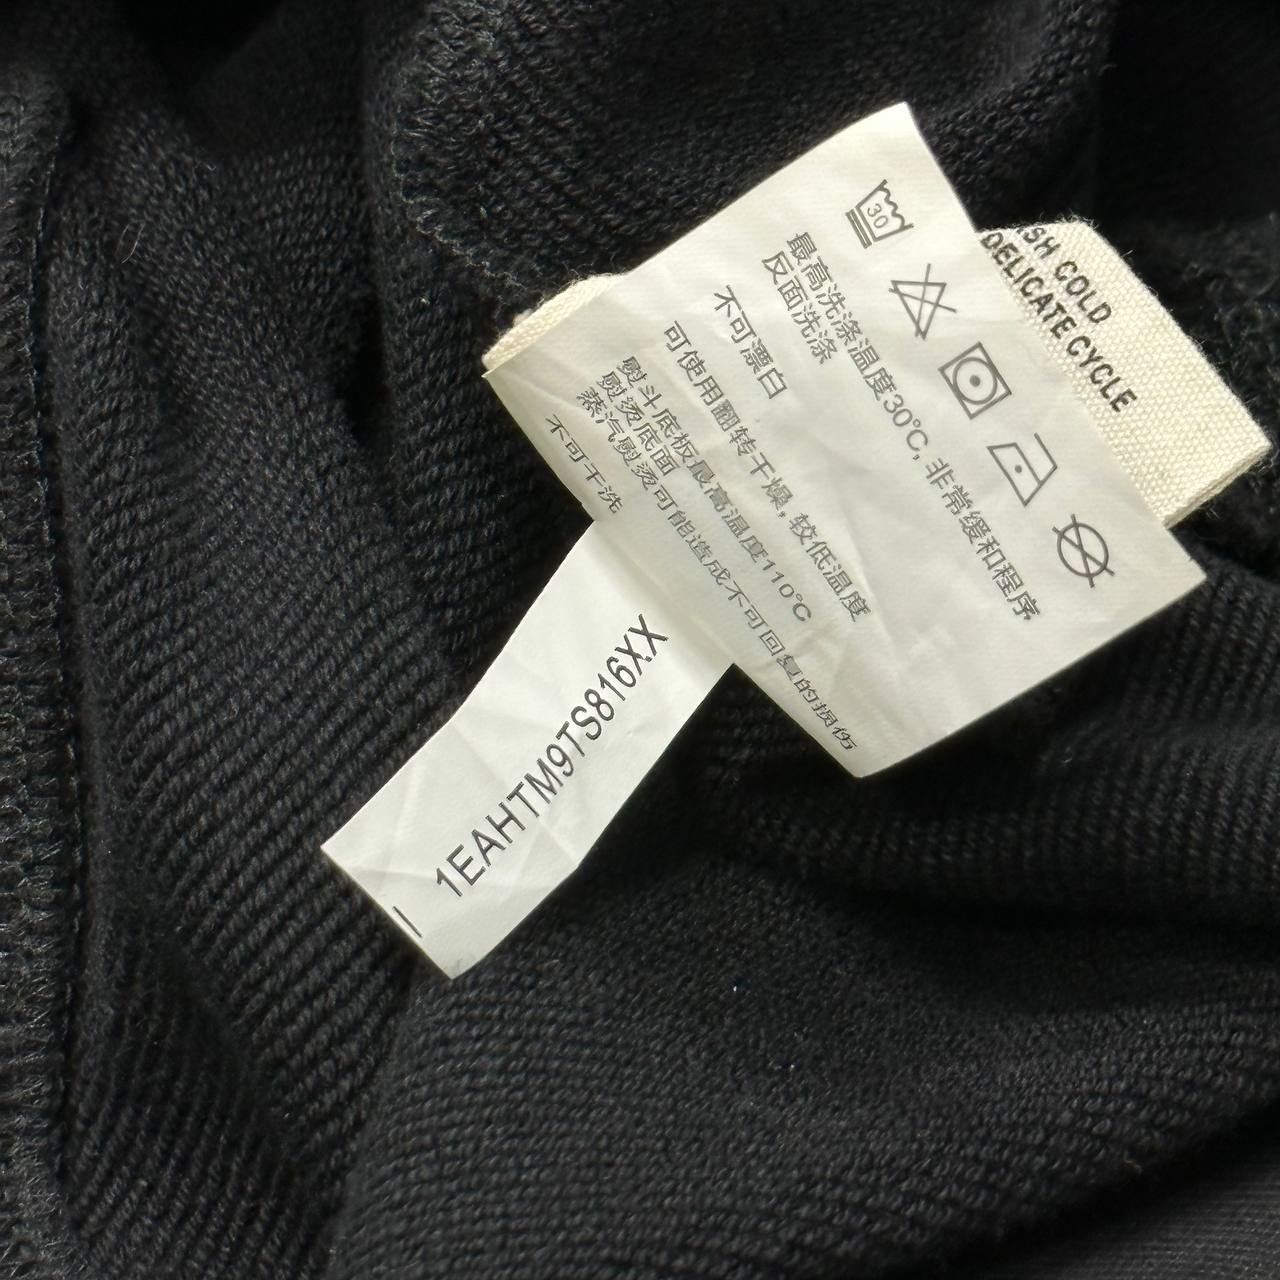 30
最高洗涤温度30℃, 非常缓和程序
反面洗涤
不可漂白
可使用翻转干燥, 较低温度
熨斗底板最高温度110℃
熨烫底面
蒸汽熨烫可能造成不可回复的损伤
不可干洗
SH COLD
DELICATE CYCLE
1EAHTM9TS816XX